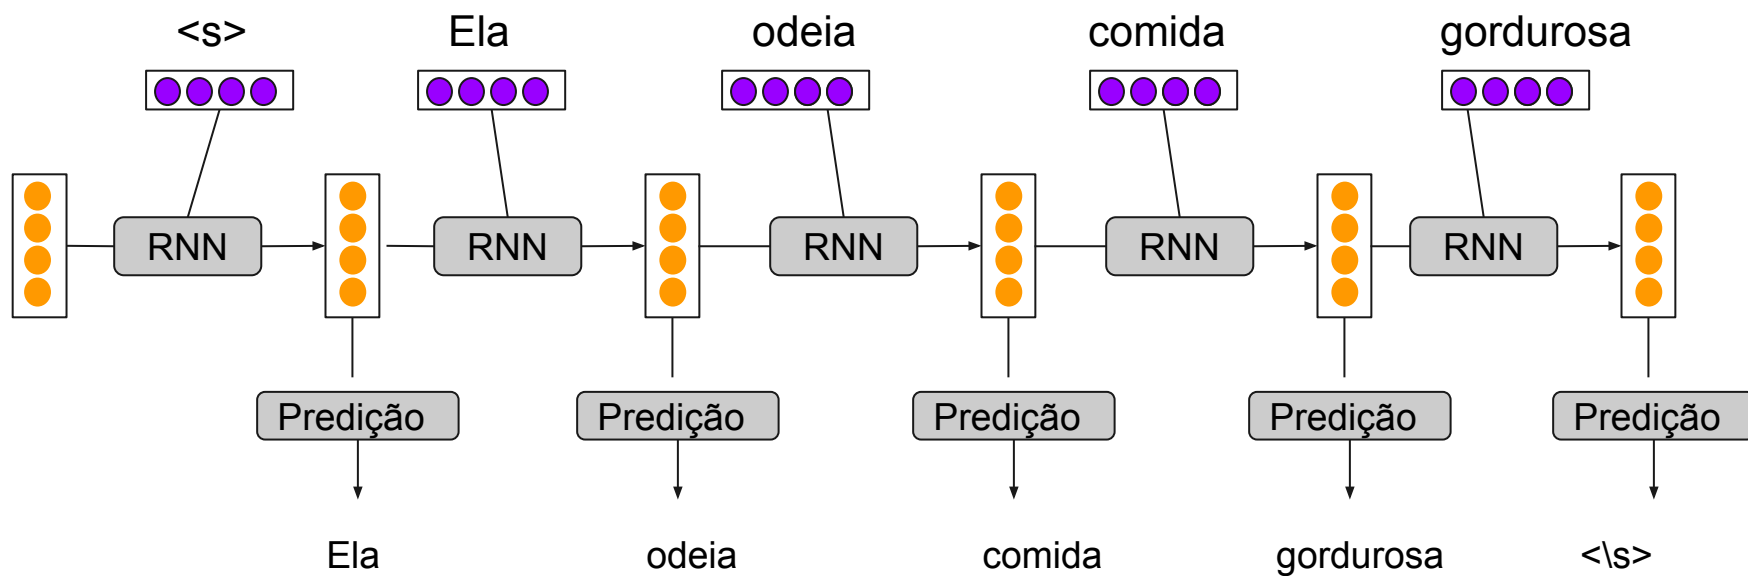 <s> Ela odeia comida gordurosa
RNN RNN RNN RNN RNN
Predição Predição Predição Predição Predição
Ela odeia comida gordurosa <\s>